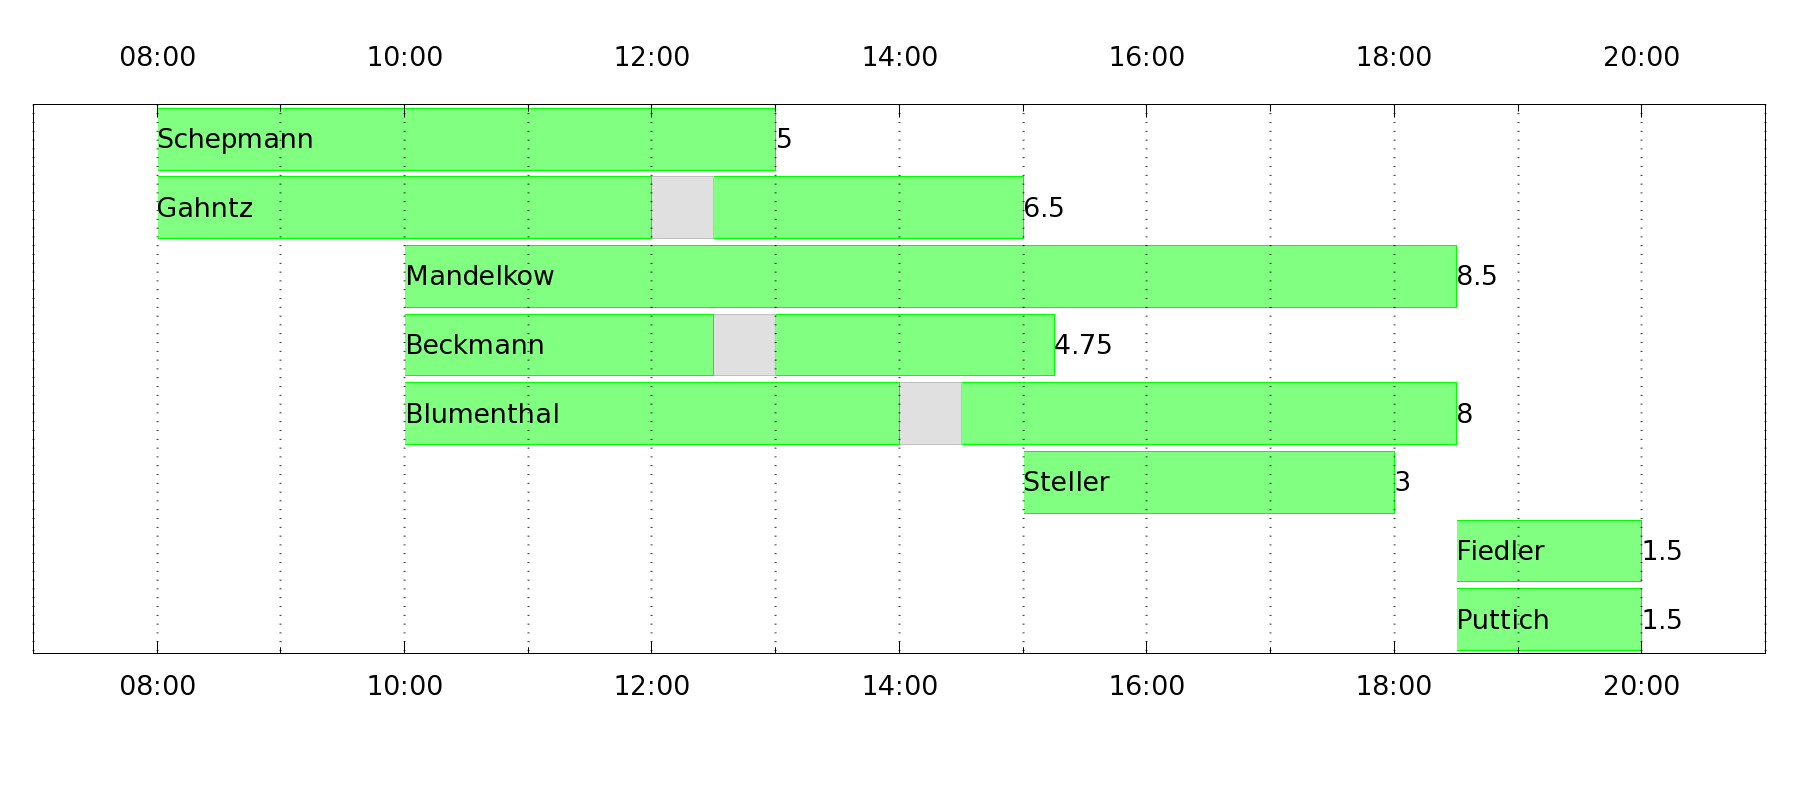 08:00 10:00 12:00 14:00 16:00 18:00 20:00
Schepmann 5
Gahntz 6.5
Mandelkow 8.5
Beckmann 4.75
Blumenthal 8
Steller 3
Fiedler 1.5
Puttich 1.5
08:00 10:00 12:00 14:00 16:00 18:00 20:00